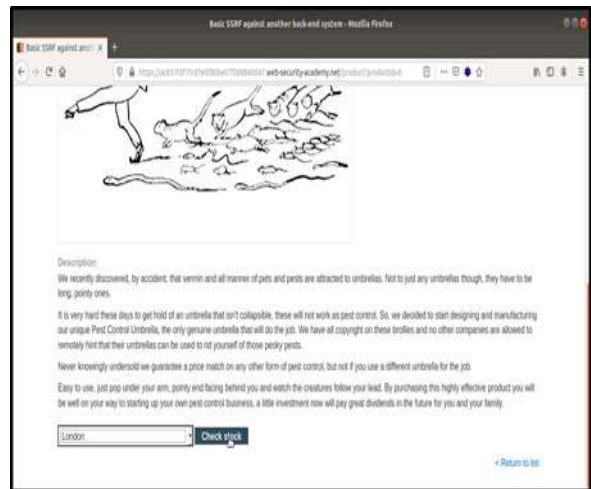 Basic SSRF against another back-end system - Mozilla Firefox
Basic SSRF against anot
web-security-academy.net
Description:
We recently discovered, by accident, that vermin and all manner of pets and pests are attracted to umbrellas. Not to just any umbrellas though, they have to be
long, pointy ones.
It is very hard these days to get hold of an umbrella that isn't collapsible, these will not work as pest control. So, we decided to start designing and manufacturing
our unique Pest Control Umbrella, the only genuine umbrella that will do the job. We have all copyright on these brollies and no other companies are allowed to
remotely hint that their umbrellas can be used to rid yourself of those pesky pests.
Never knowingly undersold we guarantee a price match on any other form of pest control, but not if you use a different umbrella for the job.
Easy to use, just pop under your arm, pointy end facing behind you and watch the creatures follow your lead. By purchasing this highly effective product you will
be well on your way to starting up your own pest control business, a little investment now will pay great dividends in the future for you and your family.
London
Check stock
< Return to list